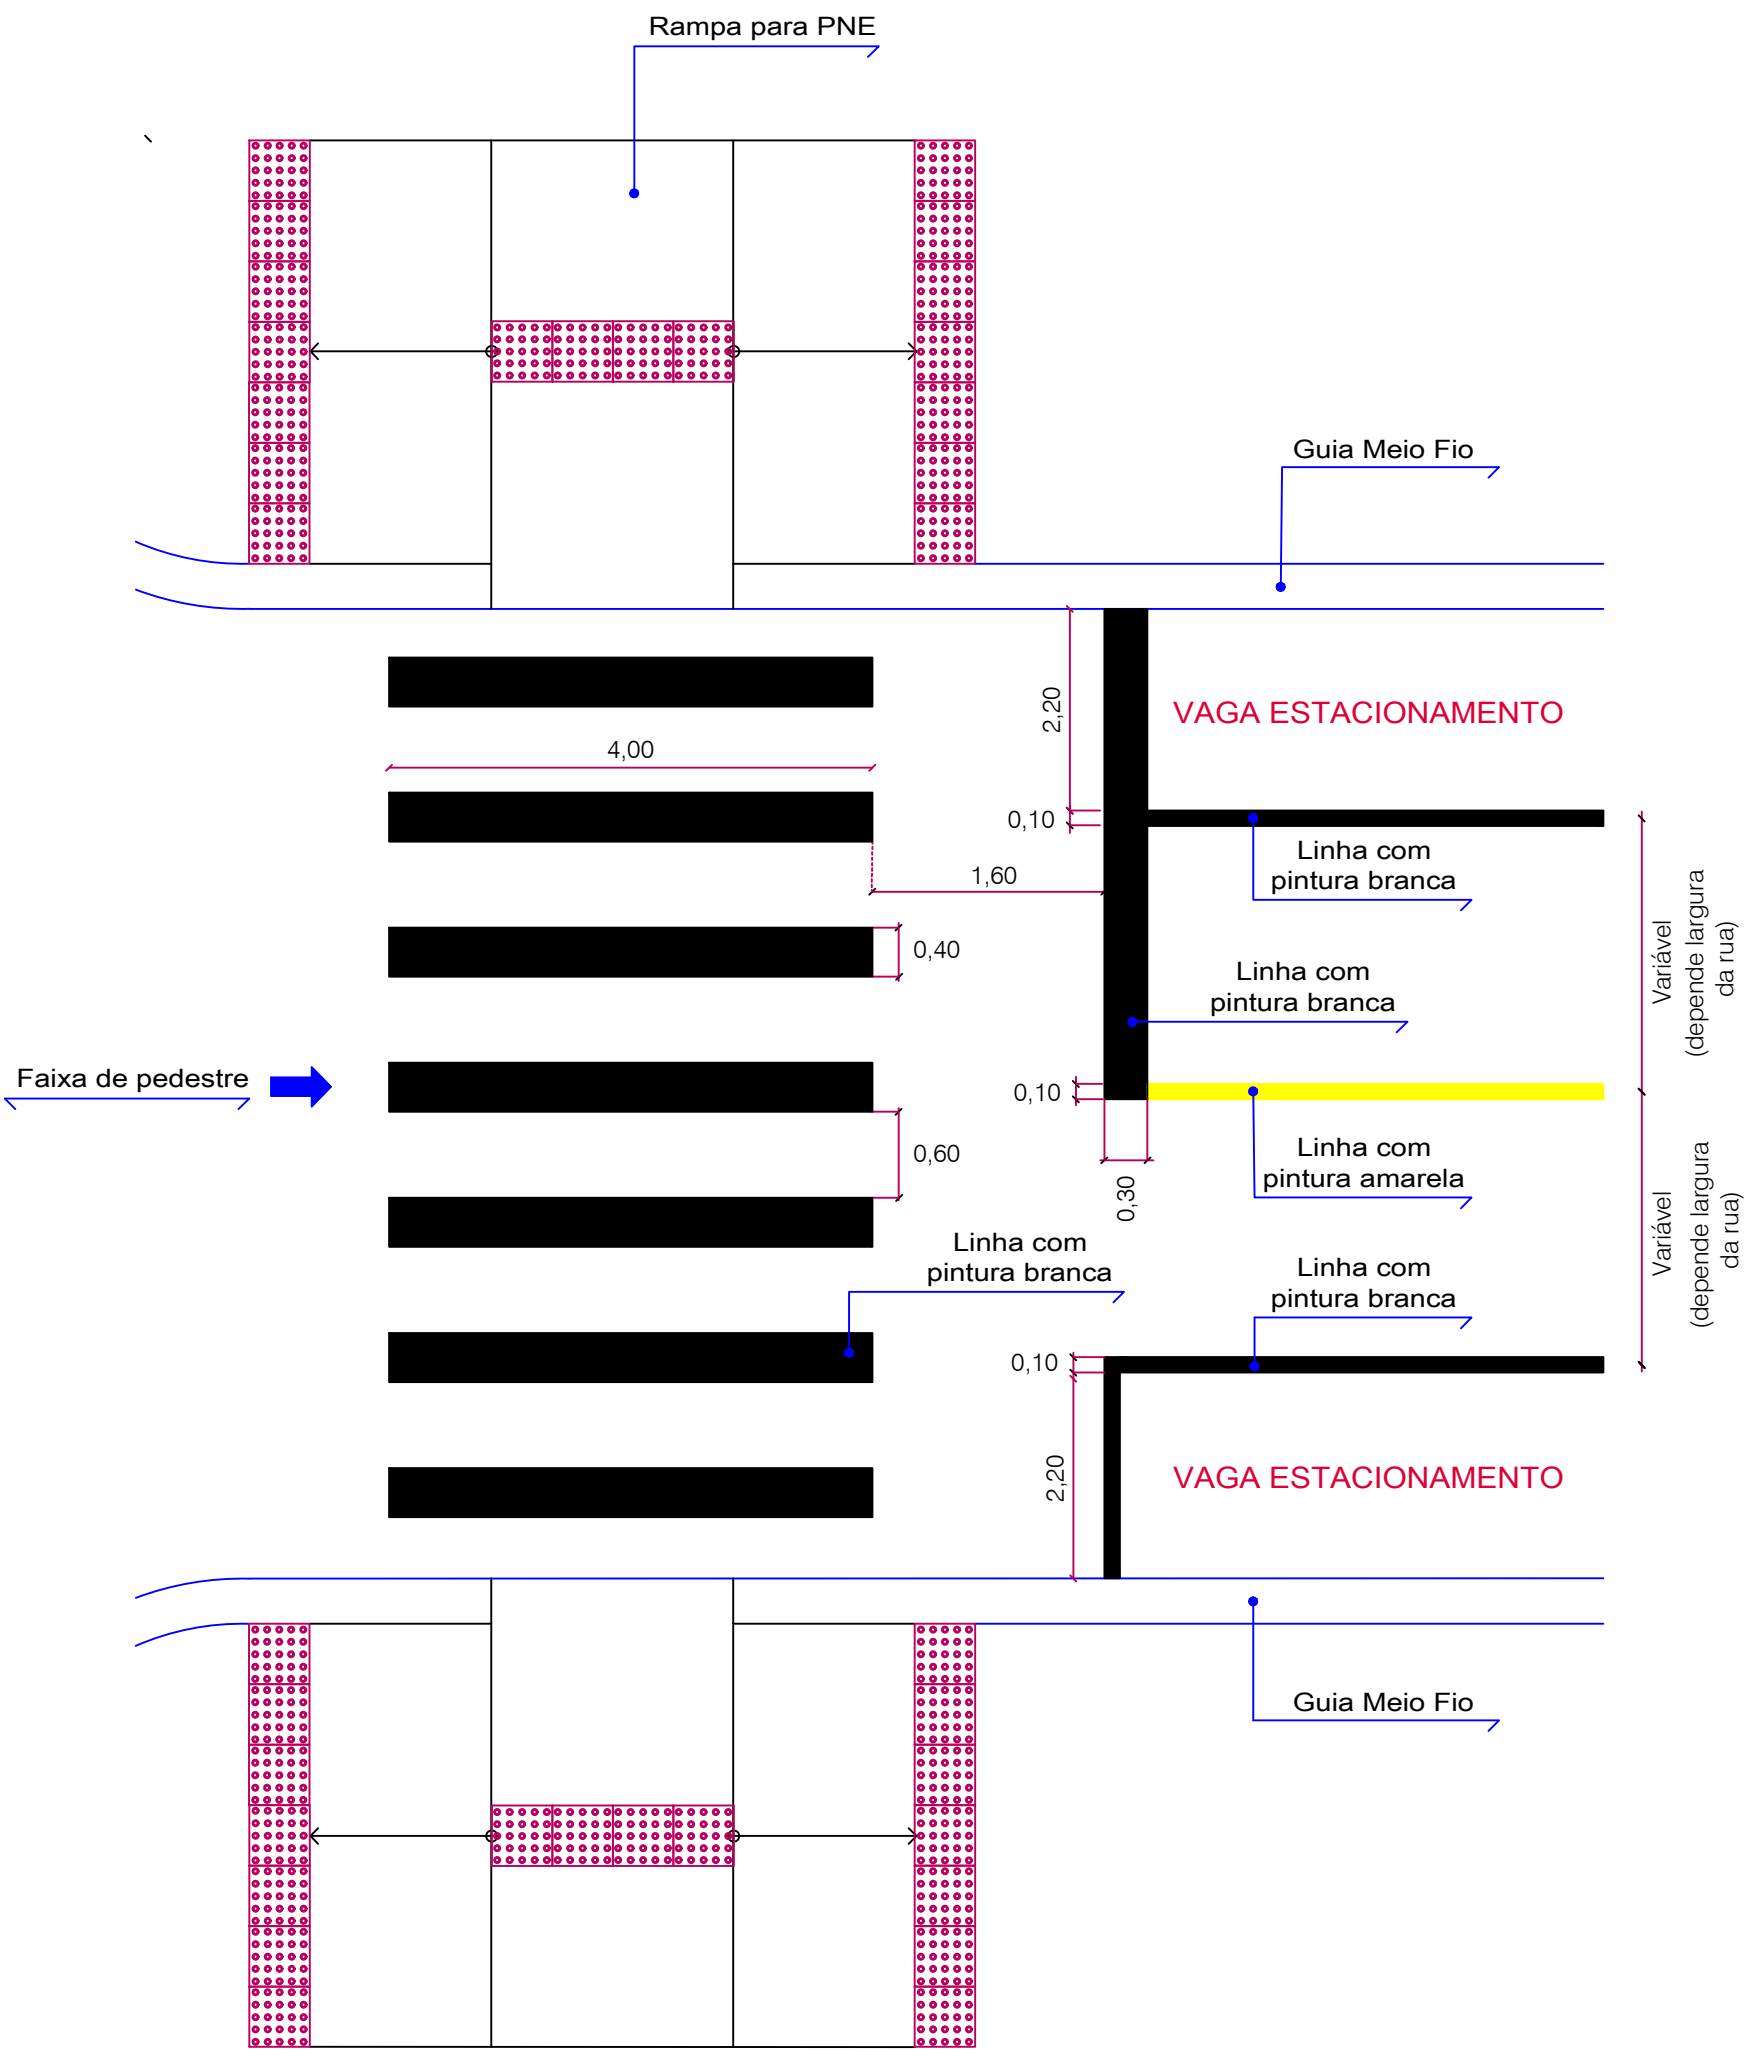 Rampa para PNE
Guia Meio Fio
2,20
VAGA ESTACIONAMENTO
4,00
0,10
Linha com
pintura branca
1,60
0,40
Linha com
pintura branca
Variável
(depende largura
da rua)
Faixa de pedestre
0,10
0,60
Linha com
pintura amarela
0,30
Variável
(depende largura
da rua)
Linha com
pintura branca
Linha com
pintura branca
0,10
2,20
VAGA ESTACIONAMENTO
Guia Meio Fio